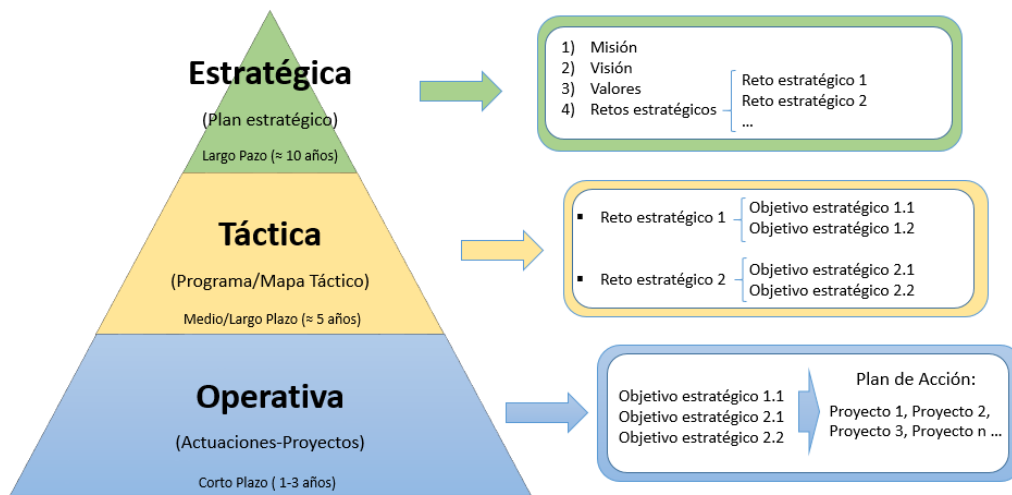 Estratégica
(Plan estratégico)
Largo Pazo (≈ 10 años)
1) Misión
2) Visión
3) Valores
4) Retos estratégicos
Reto estratégico 1
Reto estratégico 2
...
Táctica
(Programa/Mapa Táctico)
Medio/Largo Plazo (≈ 5 años)
▪ Reto estratégico 1
Objetivo estratégico 1.1
Objetivo estratégico 1.2
▪ Reto estratégico 2
Objetivo estratégico 2.1
Objetivo estratégico 2.2
Operativa
(Actuaciones-Proyectos)
Corto Plazo ( 1-3 años)
Objetivo estratégico 1.1
Objetivo estratégico 2.1
Objetivo estratégico 2.2
Plan de Acción:
Proyecto 1, Proyecto 2,
Proyecto 3, Proyecto n ...